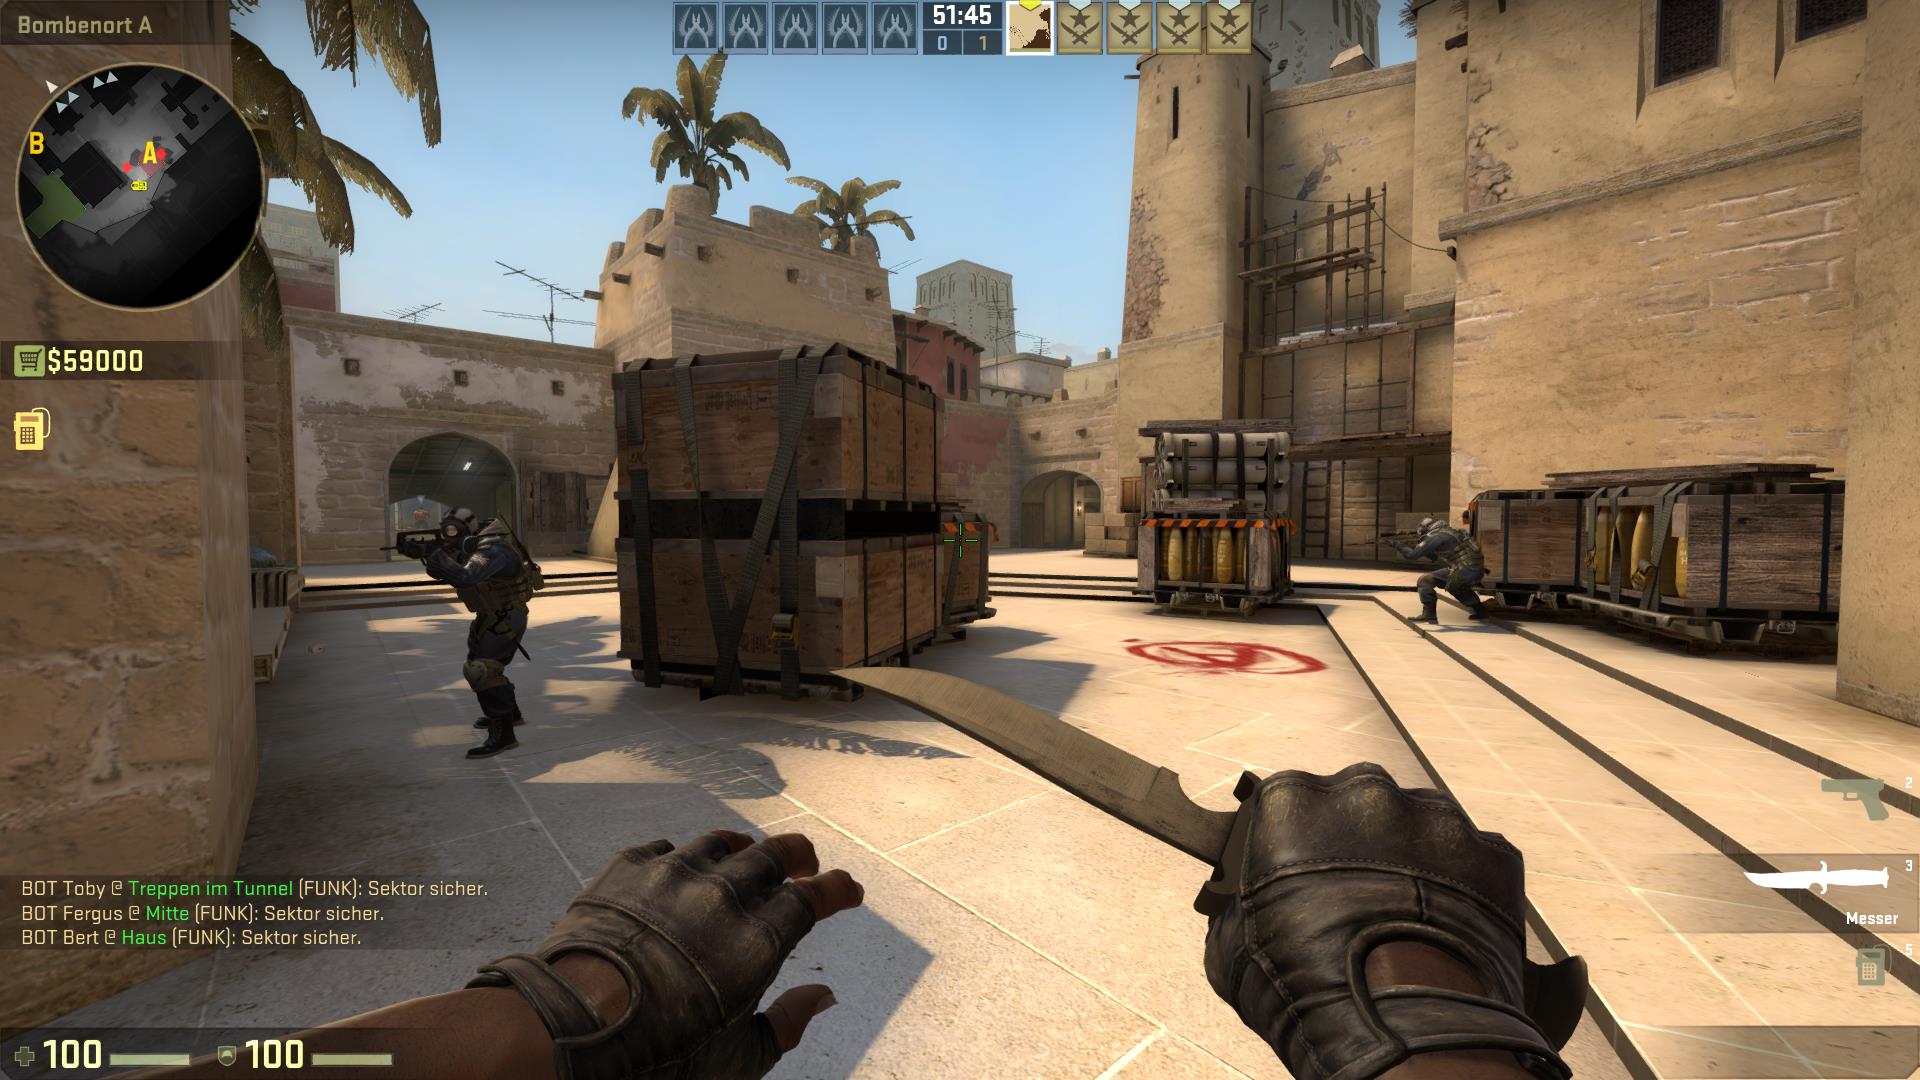 Bombenort A
51:45
0 1
B
A
$59000
2
3
Messer
5
BOT Toby @ Treppen im Tunnel (FUNK): Sektor sicher.
BOT Fergus @ Mitte (FUNK): Sektor sicher.
BOT Bert @ Haus (FUNK): Sektor sicher.
100 100